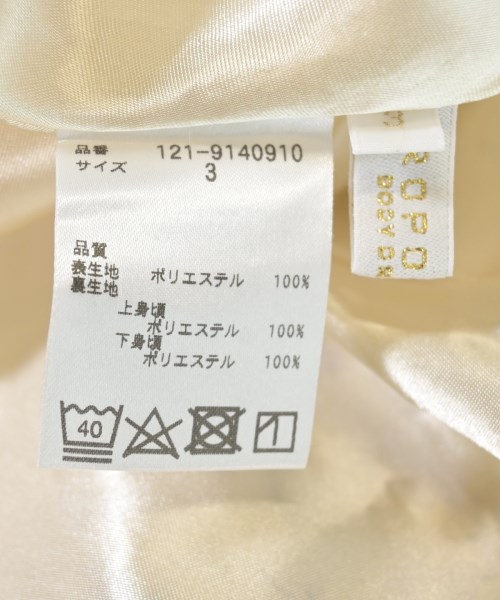 品番 121-9140910
サイズ 3
品質
表生地 ポリエステル 100%
裏生地
上身頃
ポリエステル 100%
下身頃
ポリエステル 100%
40
ROPO